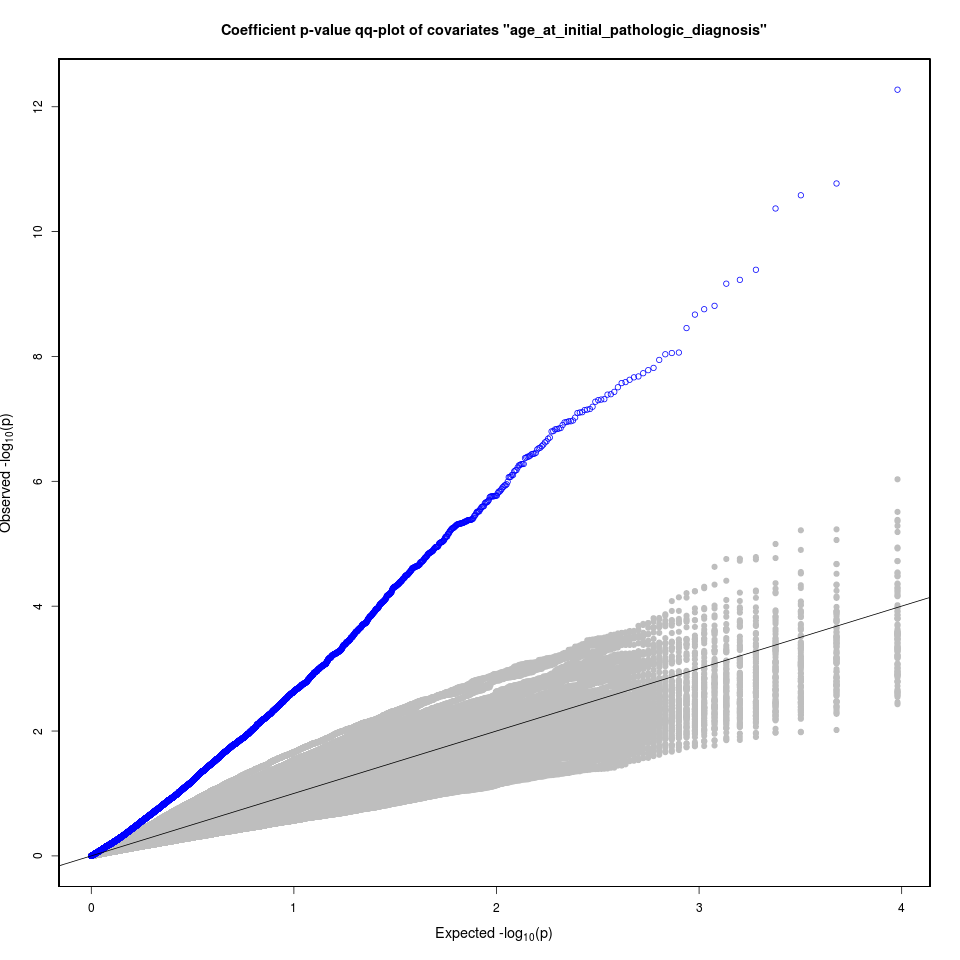 Coefficient p-value qq-plot of covariates "age_at_initial_pathologic_diagnosis"
12
10
8
6
4
2
0
Observed -log10(p)
0 1 2 3 4
Expected -log10(p)